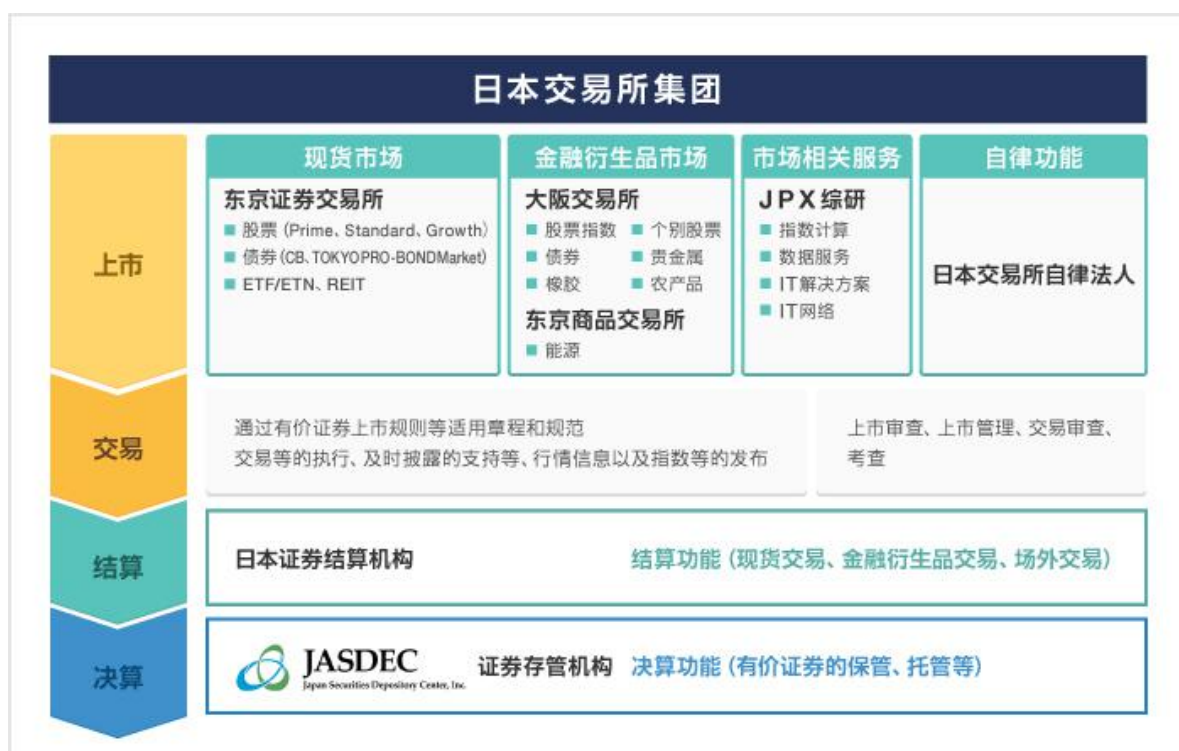 日本交易所集团
上市
现货市场
东京证券交易所
股票 (Prime、Standard、Growth)
债券 (CB、TOKYOPRO-BONDMarket)
ETF/ETN、REIT
金融衍生品市场
大阪交易所
股票指数 个别股票
债券 贵金属
橡胶 农产品
东京商品交易所
能源
市场相关服务
JPX综研
指数计算
数据服务
IT解决方案
IT网络
自律功能
日本交易所自律法人
交易
通过有价证券上市规则等适用章程和规范
交易等的执行、及时披露的支持等、行情信息以及指数等的发布
上市审查、上市管理、交易审查、
考查
结算
日本证券结算机构 结算功能 (现货交易、金融衍生品交易、场外交易)
决算
JASDEC
Japan Securities Depository Center, Inc.
证券存管机构 决算功能 (有价证券的保管、托管等)